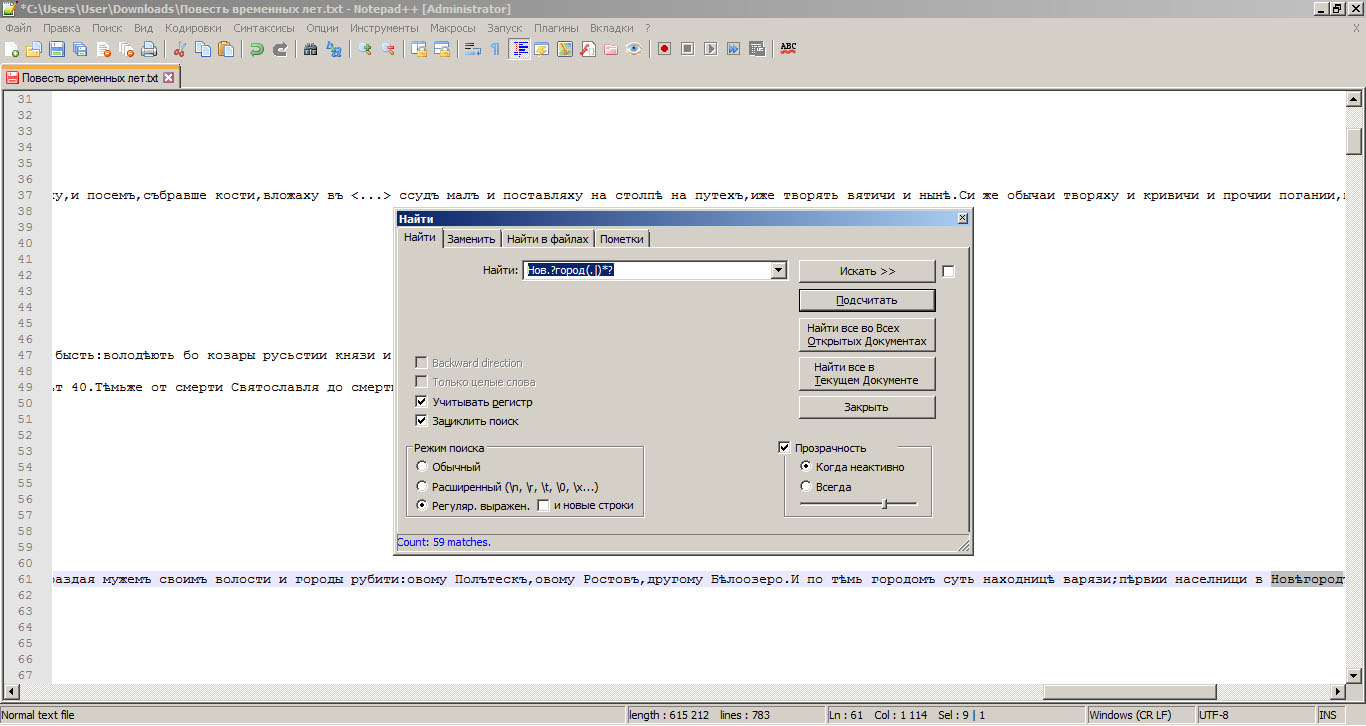 *C:\Users\User\Downloads\Повесть временных лет.txt - Notepad++ [Administrator]
Файл Правка Поиск Вид Кодировки Синтаксисы Опции Инструменты Макросы Запуск Плагины Вкладки ? X
ABC
Повесть временных лет.txt
31
32
33
34
35
36
37 у,и посемъ,събравше кости,вложаху въ <...> ссудъ малъ и поставляху на столпѣ на путехъ,иже творять вятичи и нынѣ.Си же обычаи творяху и кривичи и прочии погании,
38
39
40
41
42
43
44
45
46
47 бысть:володѣють бо козары русьстии князи и
48
49 ьт 40.Тѣмьже от смерти Святославля до смерт
50
51
52
53
54
55
56
57
58
59
60
61 аздая мужемъ своимъ волости и городы рубити:овому Полътескъ,овому Ростовъ,другому Бѣлоозеро.И по тѣмь городомъ суть находницѣ варязи;пѣрвии населници в Новѣгород
62
63
64
65
66
67
Найти
Найти Заменить Найти в файлах Пометки
Найти: Нов.?город(.|)*?
Искать >>
Подсчитать
Найти все во Всех
Открытых Документах
Найти все в
Текущем Документе
Закрыть
Backward direction
Только целые слова
Учитывать регистр
Зациклить поиск
Режим поиска
Обычный
Расширенный (\n, \r, \t, \0, \x...)
Регуляр. выражен. и новые строки
Прозрачность
Когда неактивно
Всегда
Count: 59 matches.
Normal text file length : 615 212 lines : 783 Ln : 61 Col : 1 114 Sel : 9 | 1 Windows (CR LF) UTF-8 INS